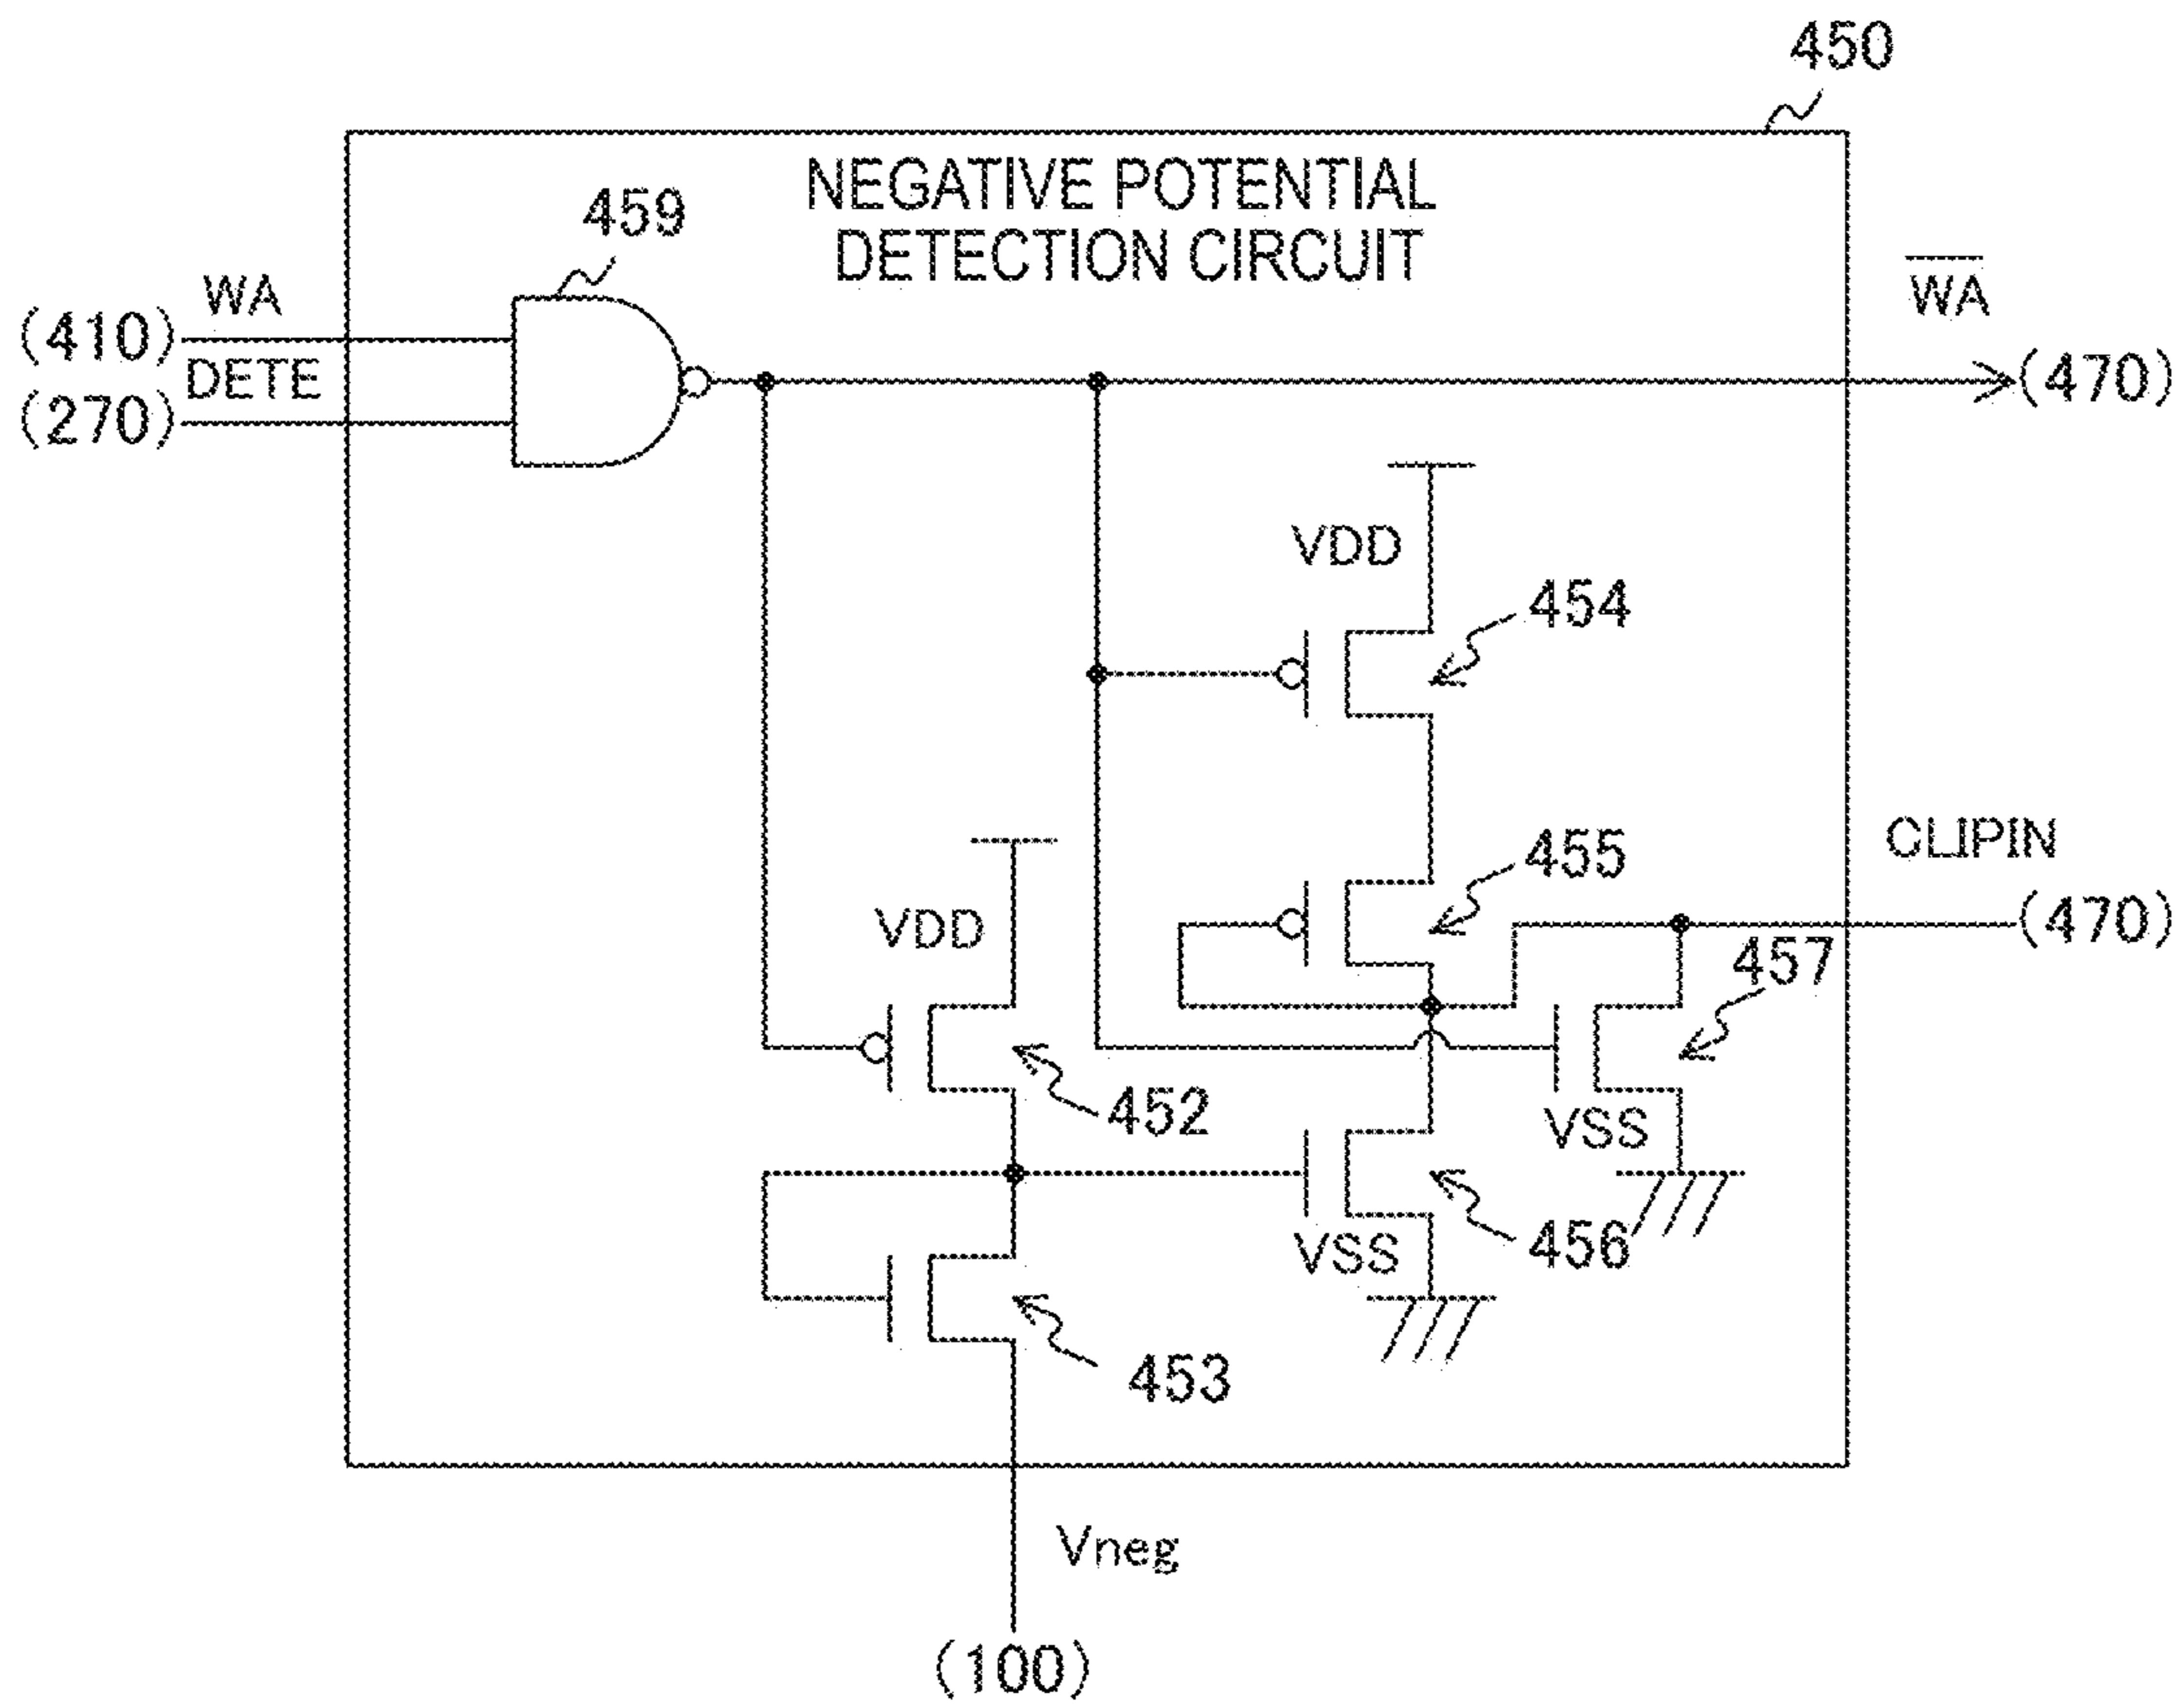 450
NEGATIVE POTENTIAL
DETECTION CIRCUIT
459
WA
W̅A̅
(410)
DETE
(470)
(270)
VDD
454
455
CLIPIN
VDD
(470)
457
452
VSS
456
VSS
453
Vneg
(100)